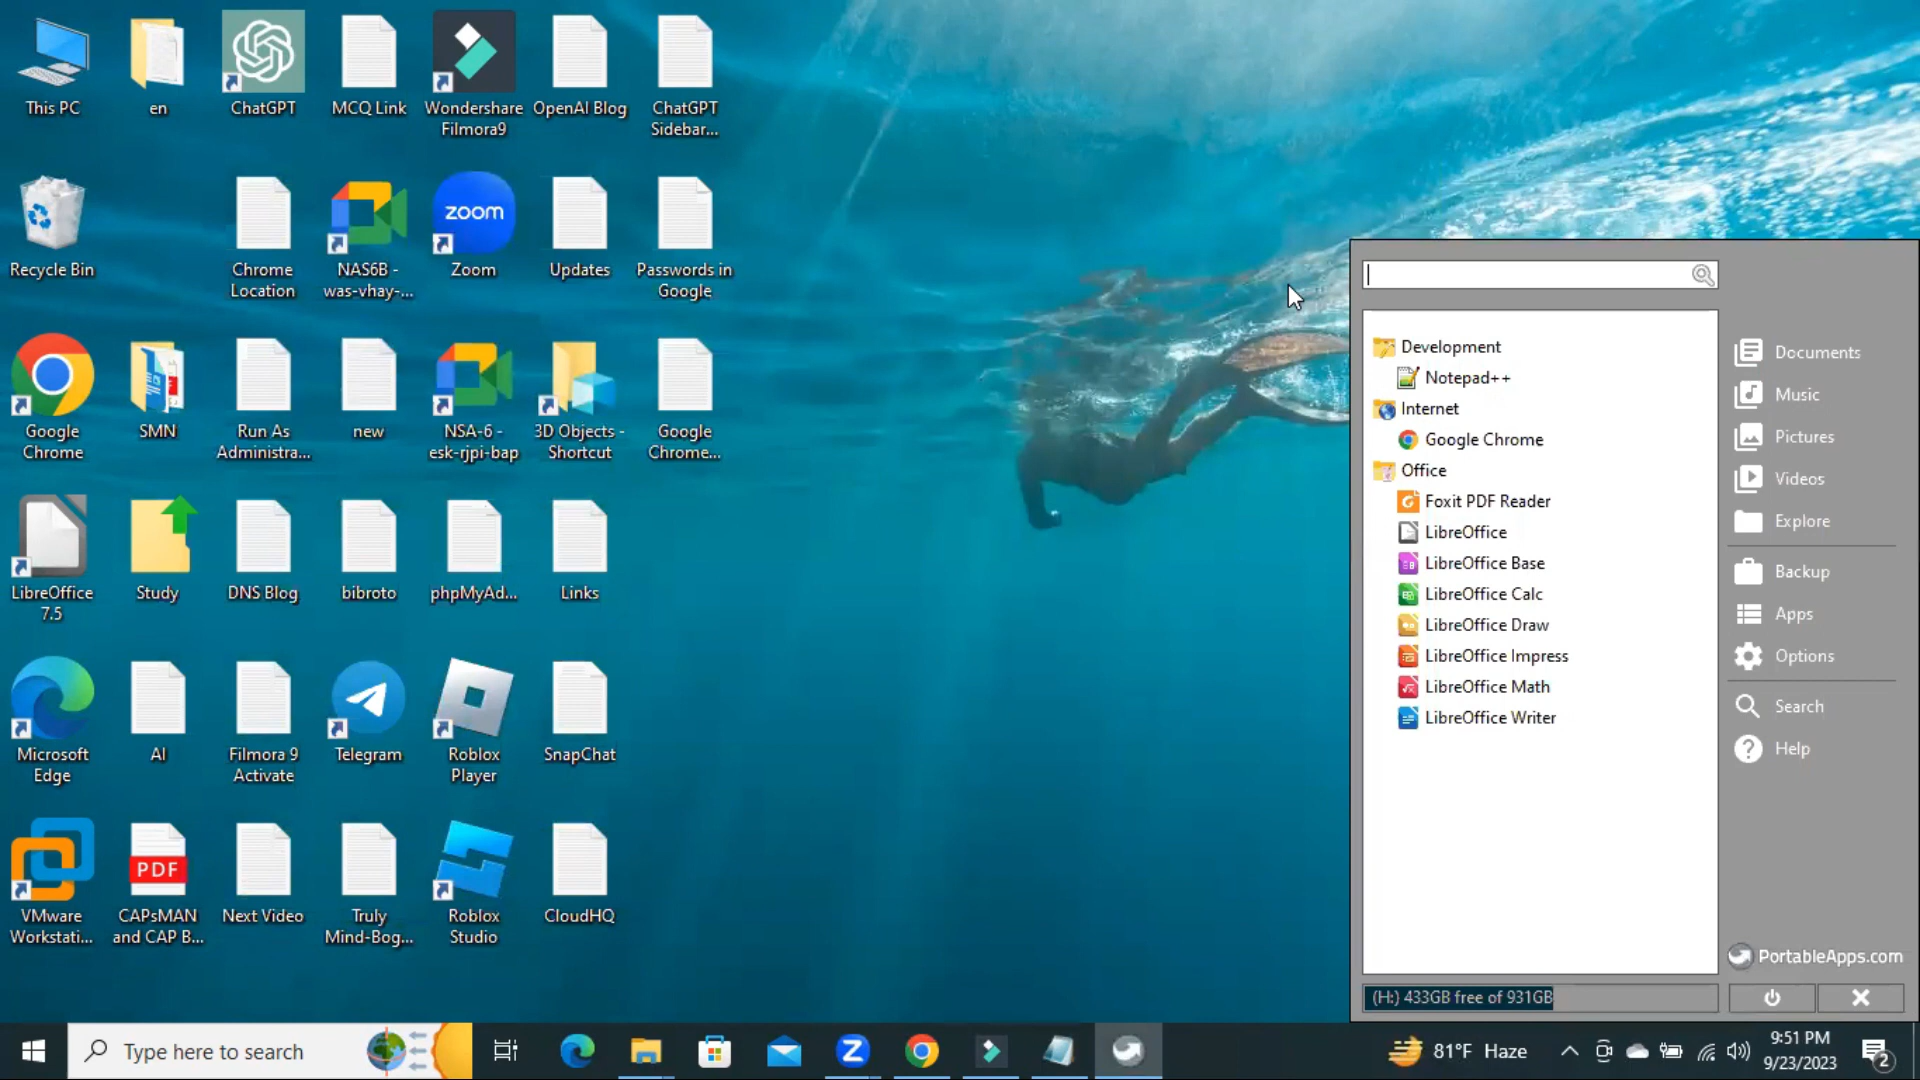 This PC
en
ChatGPT
MCQ Link
Wondershare
Filmora9
OpenAI Blog
ChatGPT
Sidebar...
Recycle Bin
Chrome
Location
NAS6B -
was-vhay-...
zoom
Zoom
Updates
Passwords in
Google
Google
Chrome
SMN
Run As
Administra...
new
NSA-6 -
esk-rjpi-bap
3D Objects -
Shortcut
Google
Chrome...
LibreOffice
7.5
Study
DNS Blog
bibroto
phpMyAd...
Links
Microsoft
Edge
AI
Filmora 9
Activate
Telegram
Roblox
Player
SnapChat
VMware
Workstati...
PDF
CAPsMAN
and CAP B...
Next Video
Truly
Mind-Bog...
Roblox
Studio
CloudHQ
Development
Notepad++
Internet
Google Chrome
Office
Foxit PDF Reader
LibreOffice
LibreOffice Base
LibreOffice Calc
LibreOffice Draw
LibreOffice Impress
LibreOffice Math
LibreOffice Writer
Documents
Music
Pictures
Videos
Explore
Backup
Apps
Options
Search
Help
PortableApps.com
(H:) 433GB free of 931GB
Type here to search
81°F Haze
9:51 PM
9/23/2023
2